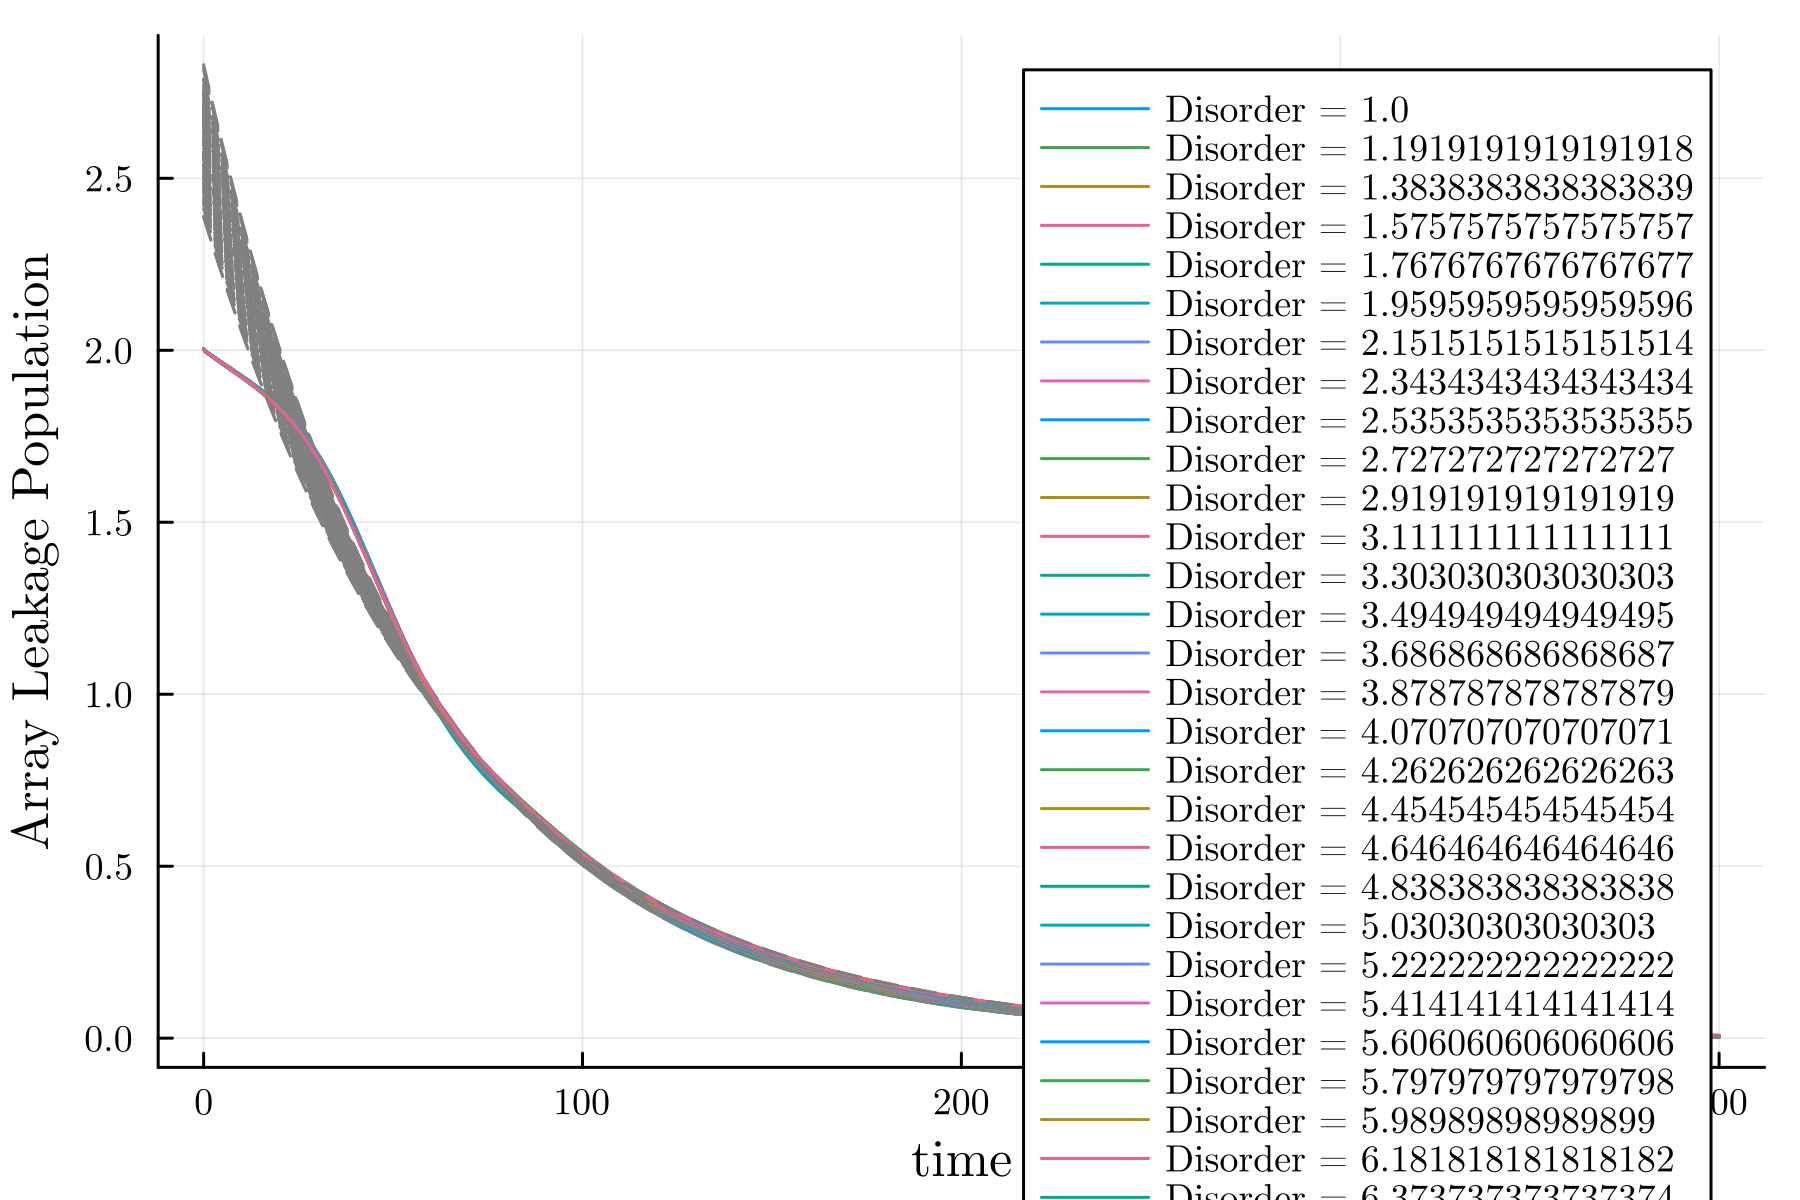 Array Leakage Population
2.5
2.0
1.5
1.0
0.5
0.0
0
100
200
00
time
Disorder = 1.0
Disorder = 1.1919191919191918
Disorder = 1.3838383838383839
Disorder = 1.5757575757575757
Disorder = 1.7676767676767677
Disorder = 1.9595959595959596
Disorder = 2.1515151515151514
Disorder = 2.3434343434343434
Disorder = 2.5353535353535355
Disorder = 2.727272727272727
Disorder = 2.919191919191919
Disorder = 3.111111111111111
Disorder = 3.303030303030303
Disorder = 3.494949494949495
Disorder = 3.686868686868687
Disorder = 3.878787878787879
Disorder = 4.070707070707071
Disorder = 4.262626262626263
Disorder = 4.454545454545454
Disorder = 4.646464646464646
Disorder = 4.838383838383838
Disorder = 5.03030303030303
Disorder = 5.222222222222222
Disorder = 5.414141414141414
Disorder = 5.606060606060606
Disorder = 5.797979797979798
Disorder = 5.98989898989899
Disorder = 6.181818181818182
Disorder = 6.373737373737374